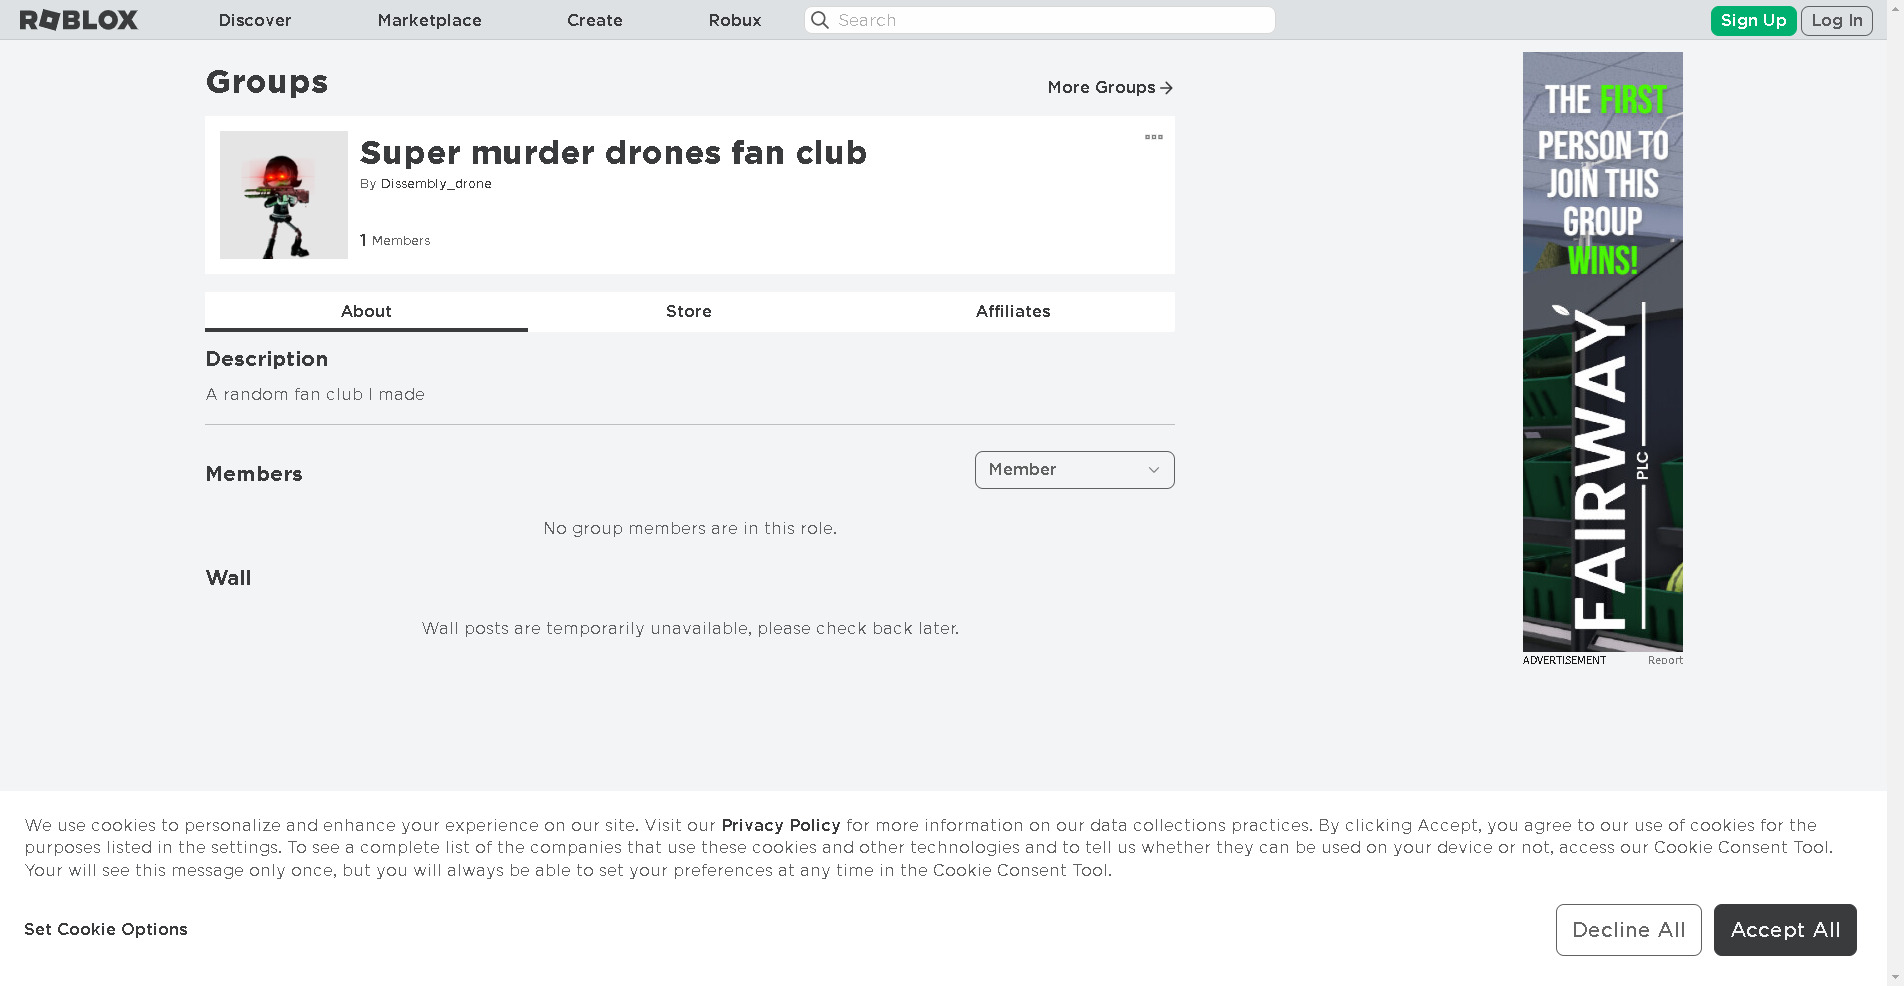 ROBLOX
Discover
Marketplace
Create
Robux
Search
Sign Up
Log In
Groups
More Groups
Super murder drones fan club
By Dissembly_drone
1 Members
About
Store
Affiliates
Description
A random fan club I made
Members
Member
No group members are in this role.
Wall
Wall posts are temporarily unavailable, please check back later.
THE FIRST
PERSON TO
JOIN THIS
GROUP
WINS!
FAIRWAY
PLC
ADVERTISEMENT
Report
We use cookies to personalize and enhance your experience on our site. Visit our Privacy Policy for more information on our data collections practices. By clicking Accept, you agree to our use of cookies for the
purposes listed in the settings. To see a complete list of the companies that use these cookies and other technologies and to tell us whether they can be used on your device or not, access our Cookie Consent Tool.
Your will see this message only once, but you will always be able to set your preferences at any time in the Cookie Consent Tool.
Set Cookie Options
Decline All
Accept All